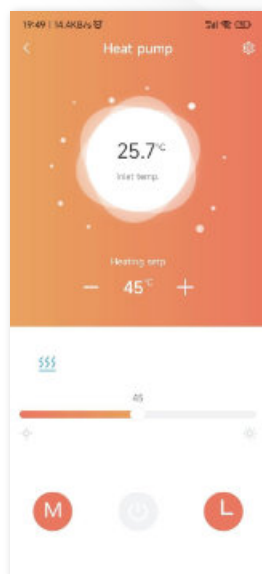 19:49 | 14.4KB/s
Heat pump
25.7℃
Inlet temp.
Heating setp
45℃
45
M
L